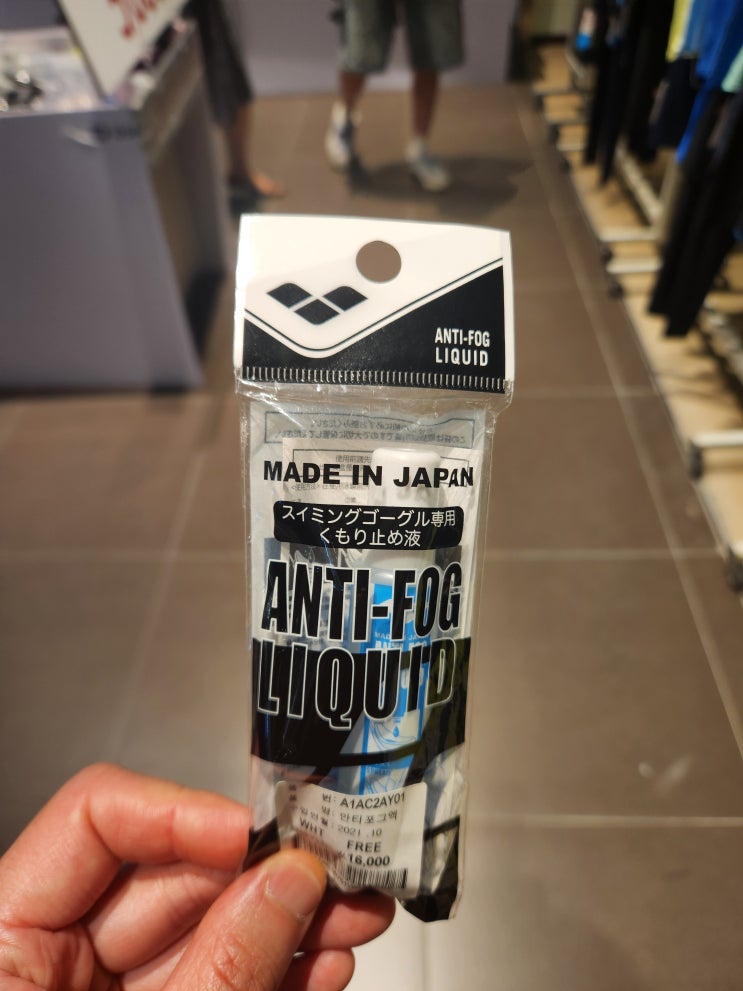 ANTI-FOG
LIQUID
MADE IN JAPAN
スイミングゴーグル専用
くもり止め液
ANTI-FOG
LIQUID
번: A1AC2AY01
명: 안티포그액
2021 .10
WHT FREE
16,000